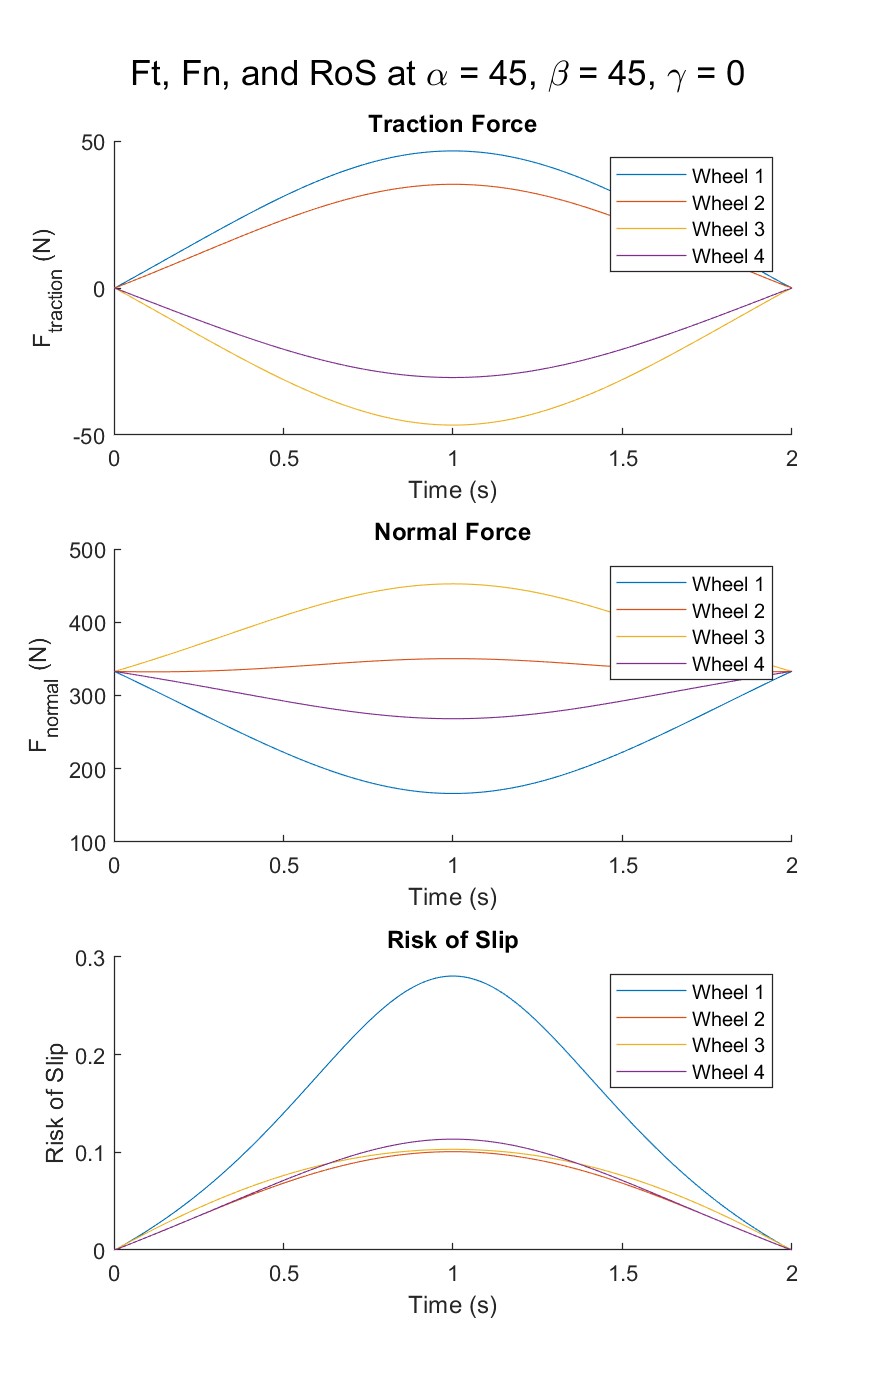 Ft, Fn, and RoS at α = 45, β = 45, γ = 0
Traction Force
50
0
-50
F_traction (N)
Wheel 1
Wheel 2
Wheel 3
Wheel 4
0 0.5 1 1.5 2
Time (s)
Normal Force
500
400
300
200
100
F_normal (N)
Wheel 1
Wheel 2
Wheel 3
Wheel 4
0 0.5 1 1.5 2
Time (s)
Risk of Slip
0.3
0.2
0.1
0
Risk of Slip
Wheel 1
Wheel 2
Wheel 3
Wheel 4
0 0.5 1 1.5 2
Time (s)